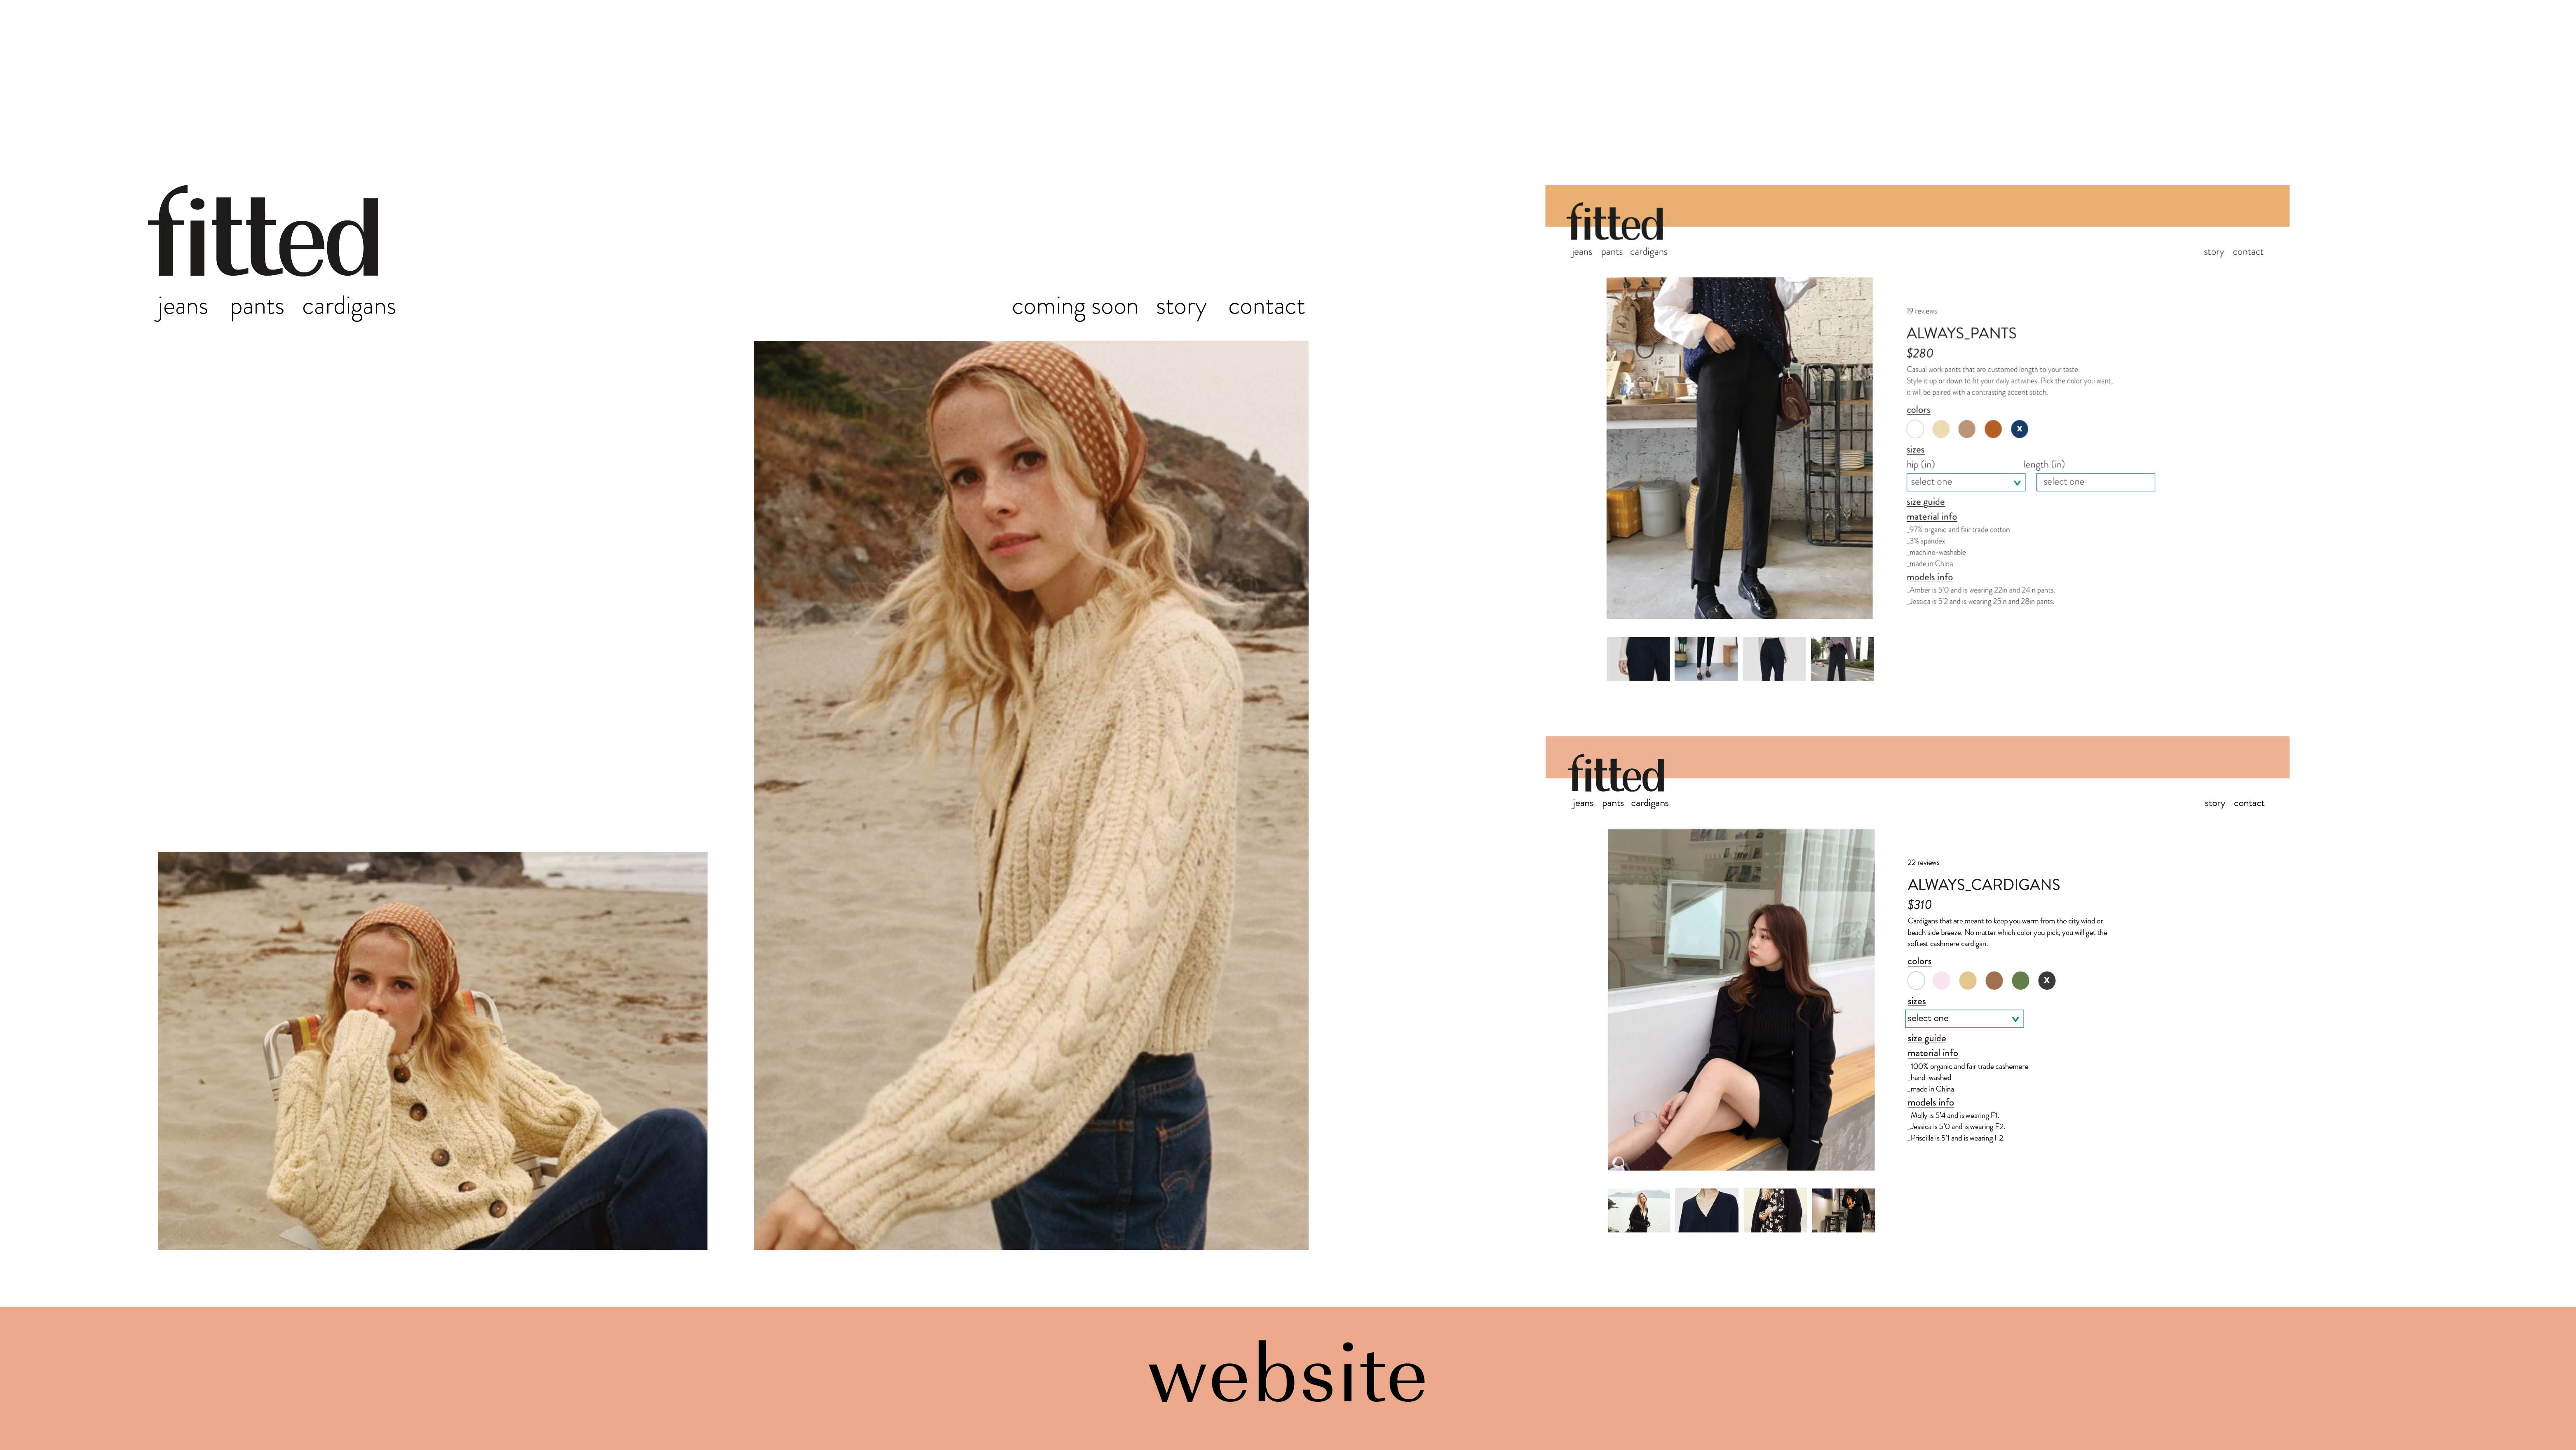 fitted
jeans pants cardigans
coming soon story contact
fitted
jeans pants cardigans
story contact
19 reviews
ALWAYS_PANTS
$280
Casual work pants that are customed length to your taste.
Style it up or down to fit your daily activities. Pick the color you want,
it will be paired with a contrasting accent stitch.
colors
x
sizes
hip (in) length (in)
select one select one
size guide
material info
_97% organic and fair trade cotton
_3% spandex
_machine-washable
_made in China
models info
_Amber is 5'0 and is wearing 22in and 24in pants.
_Jessica is 5'2 and is wearing 25in and 28in pants.
fitted
jeans pants cardigans
story contact
22 reviews
ALWAYS_CARDIGANS
$310
Cardigans that are meant to keep you warm from the city wind or
beach side breeze. No matter which color you pick, you will get the
softest cashmere cardigan.
colors
x
sizes
select one
size guide
material info
_100% organic and fair trade cashemere
_hand-washed
_made in China
models info
_Molly is 5'4 and is wearing F1.
_Jessica is 5'0 and is wearing F2.
_Priscilla is 5'1 and is wearing F2.
website